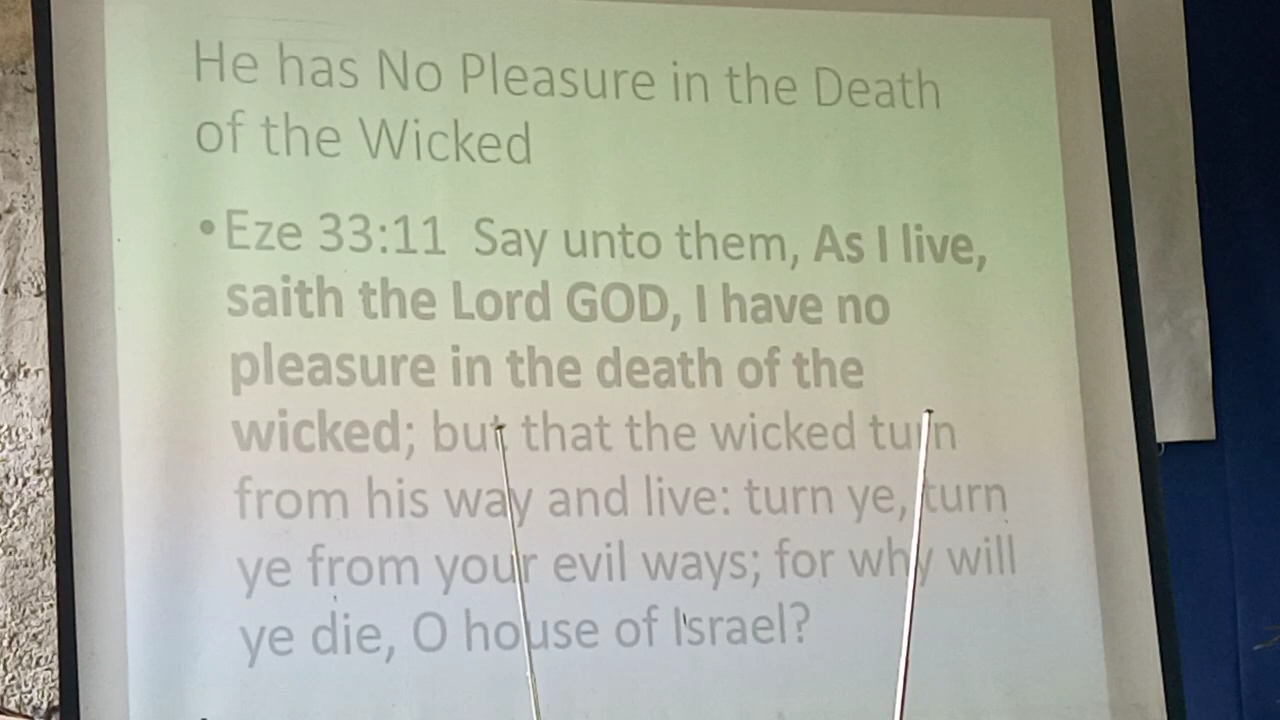 He has No Pleasure in the Death
of the Wicked
•Eze 33:11 Say unto them, As I live,
saith the Lord GOD, I have no
pleasure in the death of the
wicked; but that the wicked turn
from his way and live: turn ye, turn
ye from your evil ways; for why will
ye die, O house of Israel?